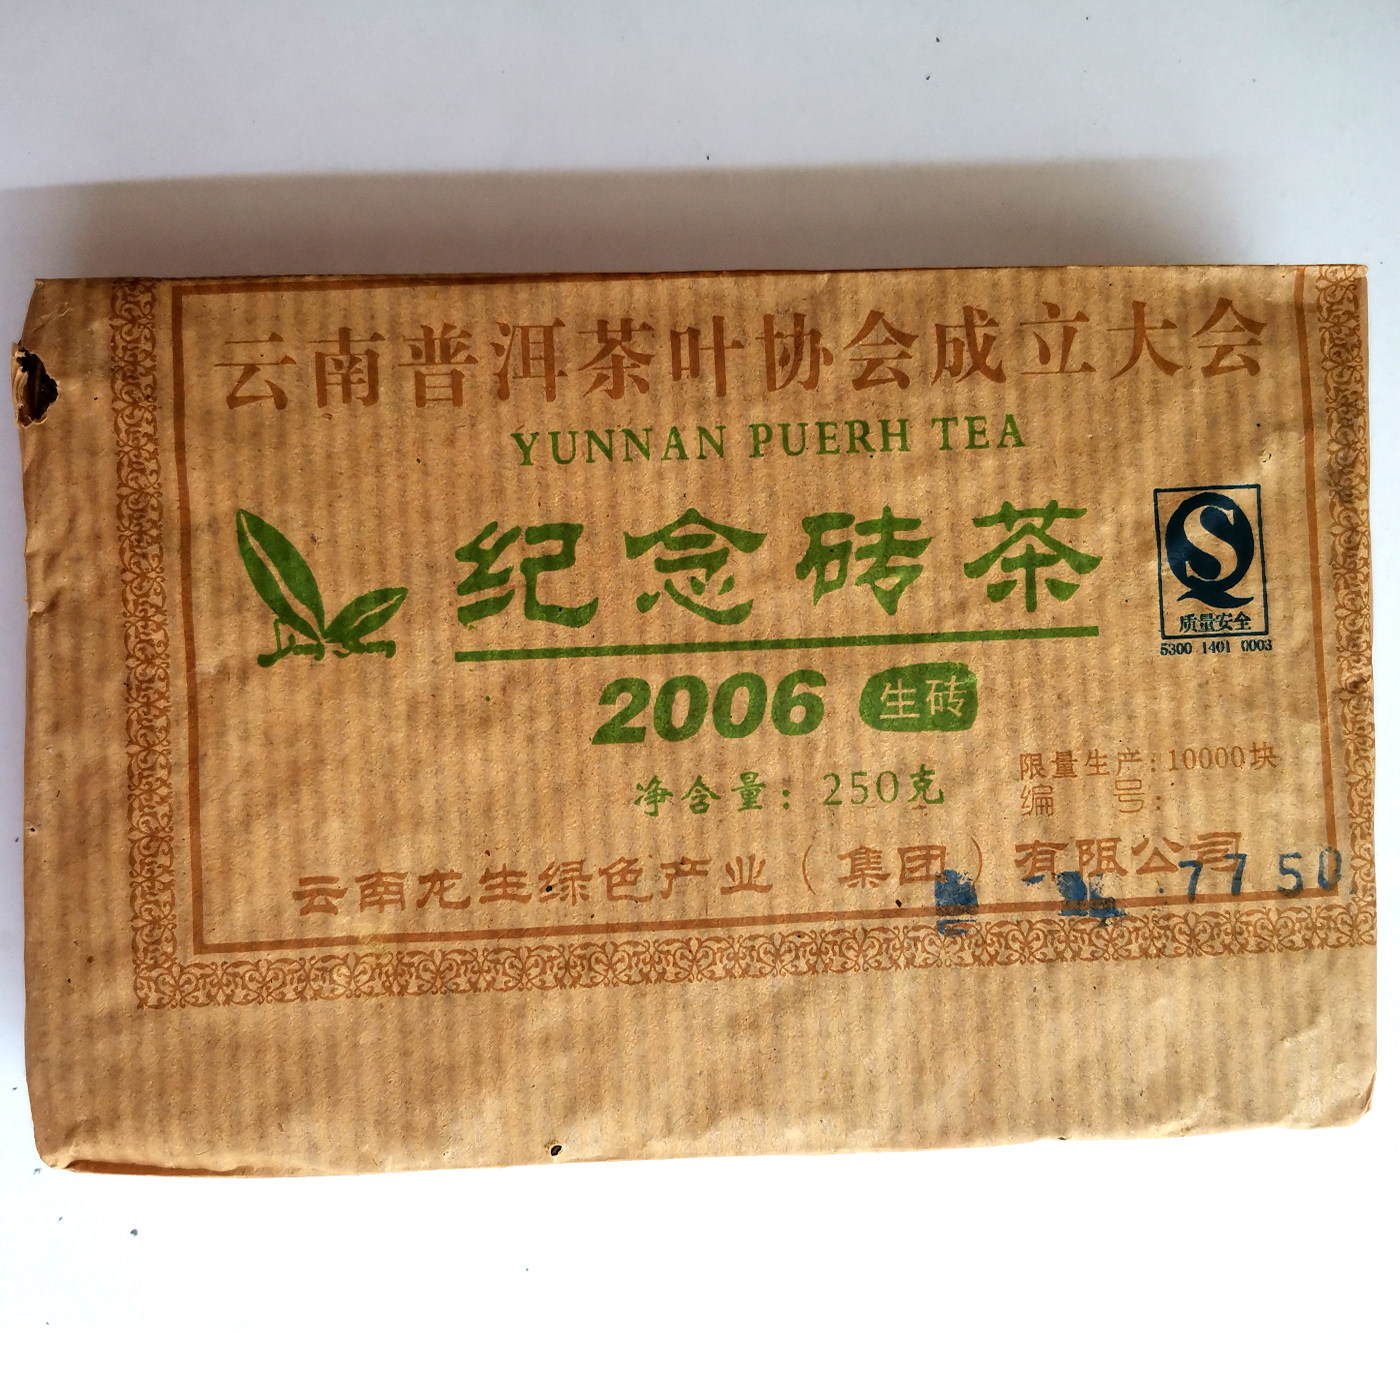 云南普洱茶叶协会成立大会
YUNNAN PUERH TEA
纪念砖茶
QS
质量安全
5300 1401 0003
2006 生砖
净含量：250克
限量生产：10000块
编 号：
云南龙生绿色产业（集团）有限公司
7750